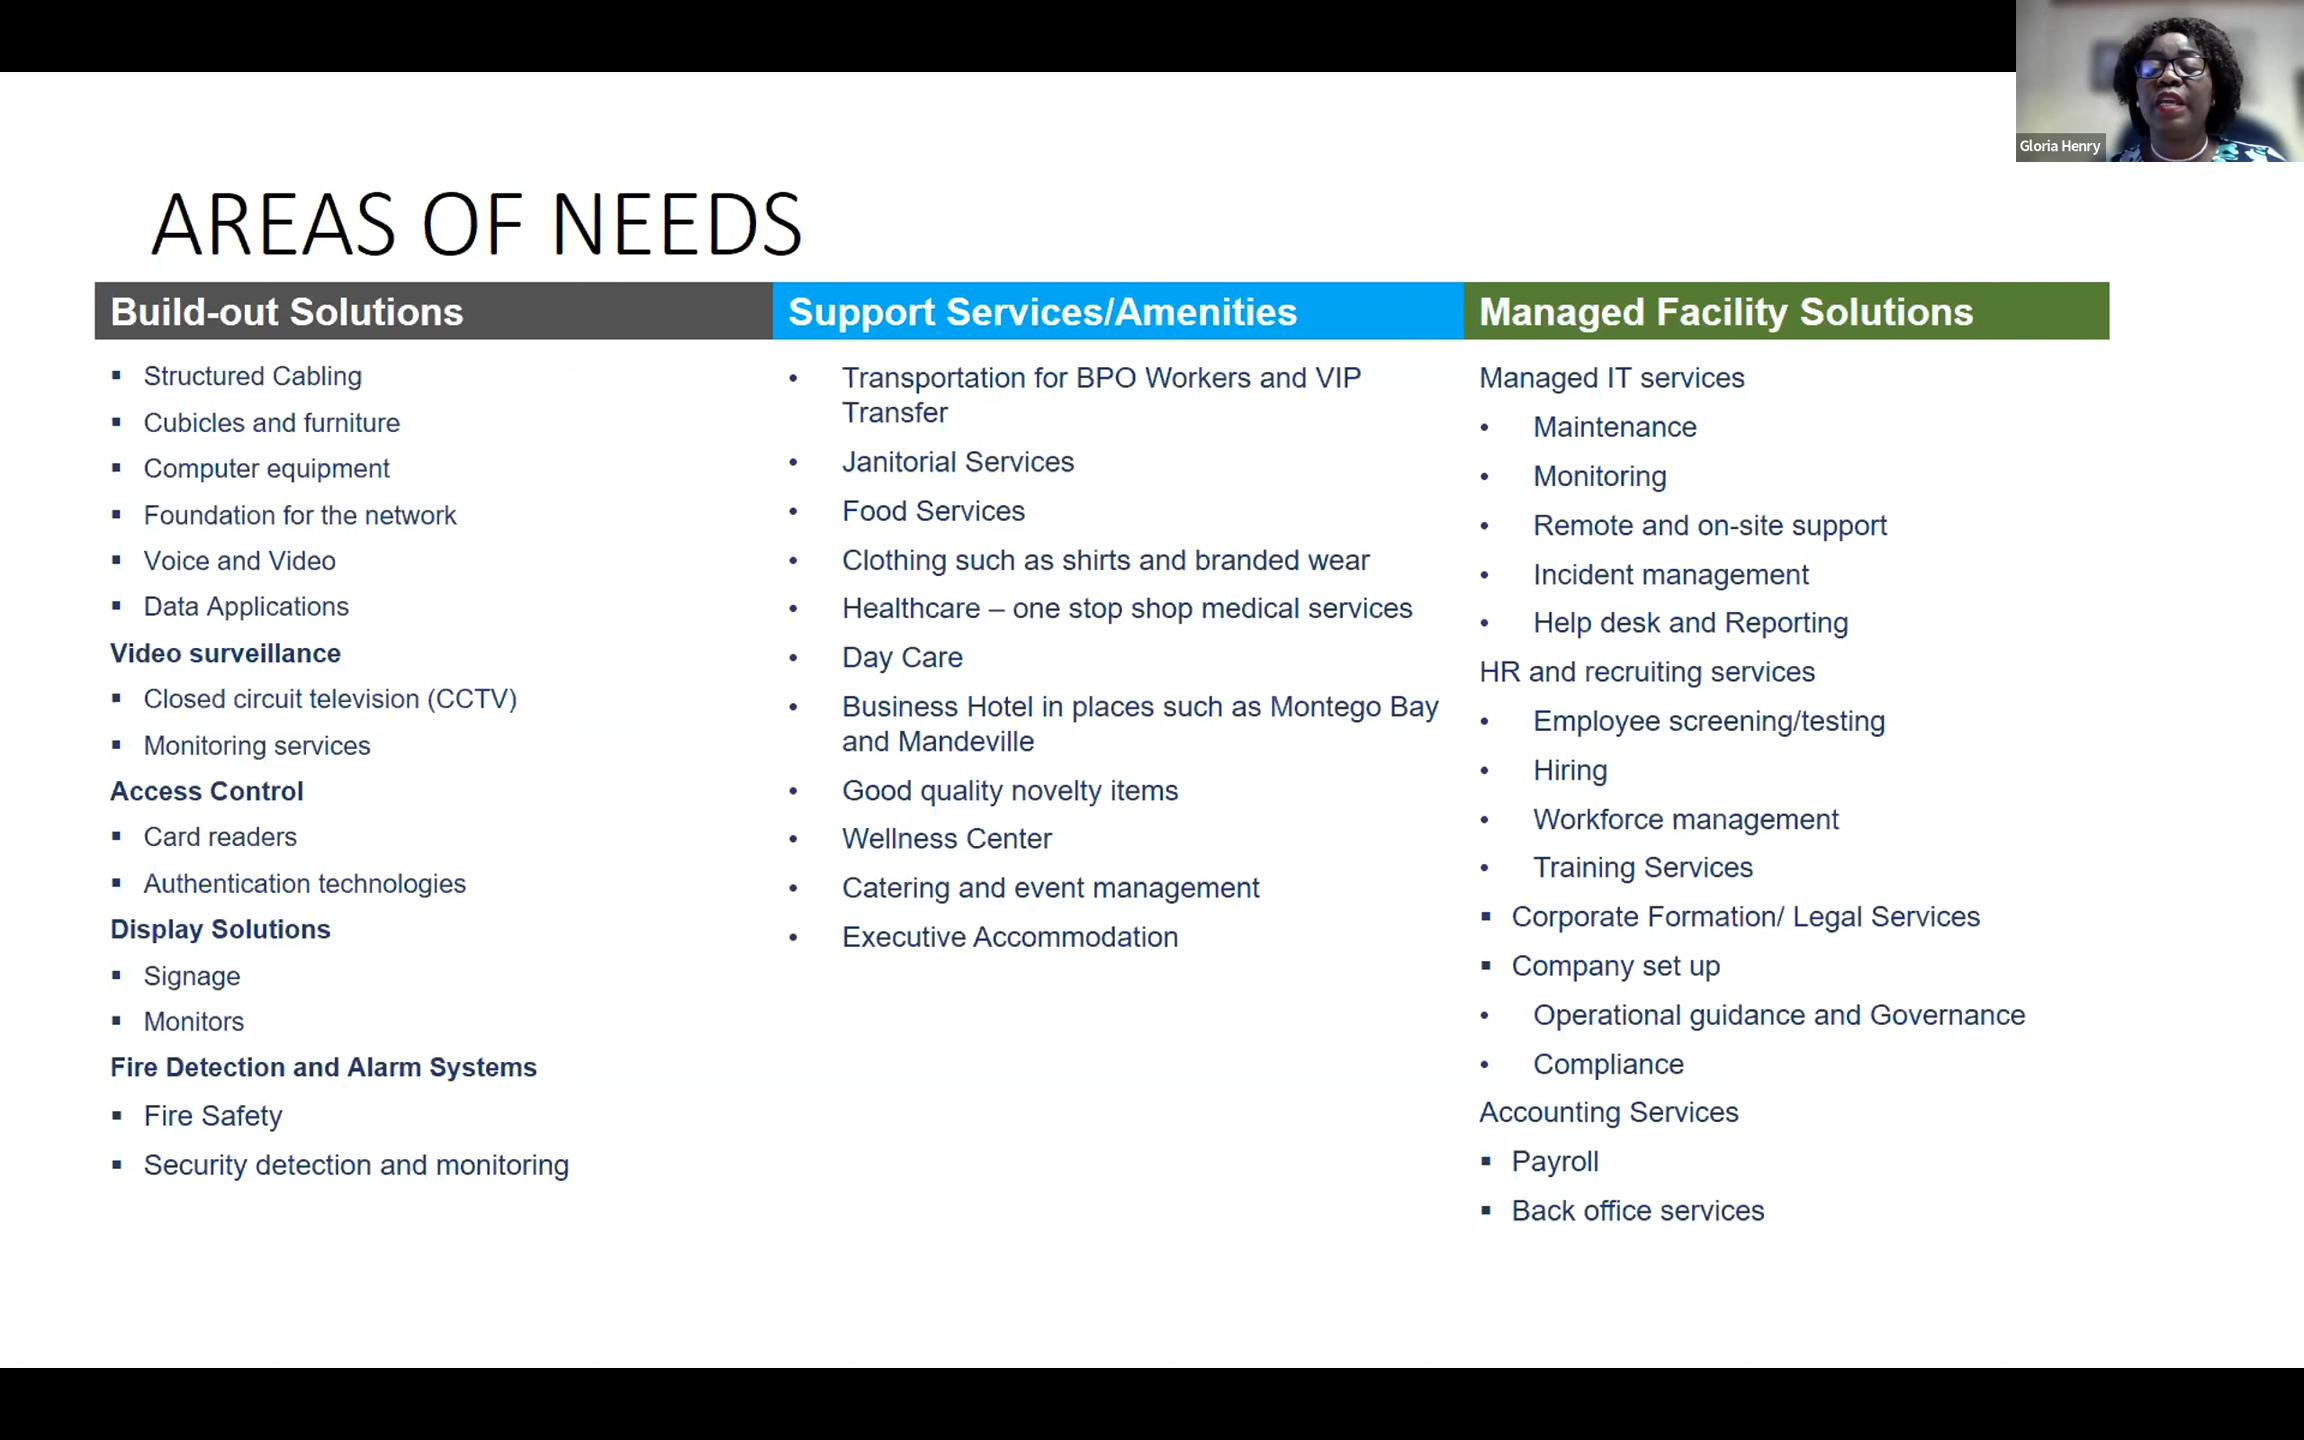 Gloria Henry
AREAS OF NEEDS
Build-out Solutions
▪ Structured Cabling
▪ Cubicles and furniture
▪ Computer equipment
▪ Foundation for the network
▪ Voice and Video
▪ Data Applications
Video surveillance
▪ Closed circuit television (CCTV)
▪ Monitoring services
Access Control
▪ Card readers
▪ Authentication technologies
Display Solutions
▪ Signage
▪ Monitors
Fire Detection and Alarm Systems
▪ Fire Safety
▪ Security detection and monitoring
Support Services/Amenities
• Transportation for BPO Workers and VIP
Transfer
• Janitorial Services
• Food Services
• Clothing such as shirts and branded wear
• Healthcare – one stop shop medical services
• Day Care
• Business Hotel in places such as Montego Bay
and Mandeville
• Good quality novelty items
• Wellness Center
• Catering and event management
• Executive Accommodation
Managed Facility Solutions
Managed IT services
• Maintenance
• Monitoring
• Remote and on-site support
• Incident management
• Help desk and Reporting
HR and recruiting services
• Employee screening/testing
• Hiring
• Workforce management
• Training Services
▪ Corporate Formation/ Legal Services
▪ Company set up
• Operational guidance and Governance
• Compliance
Accounting Services
▪ Payroll
▪ Back office services